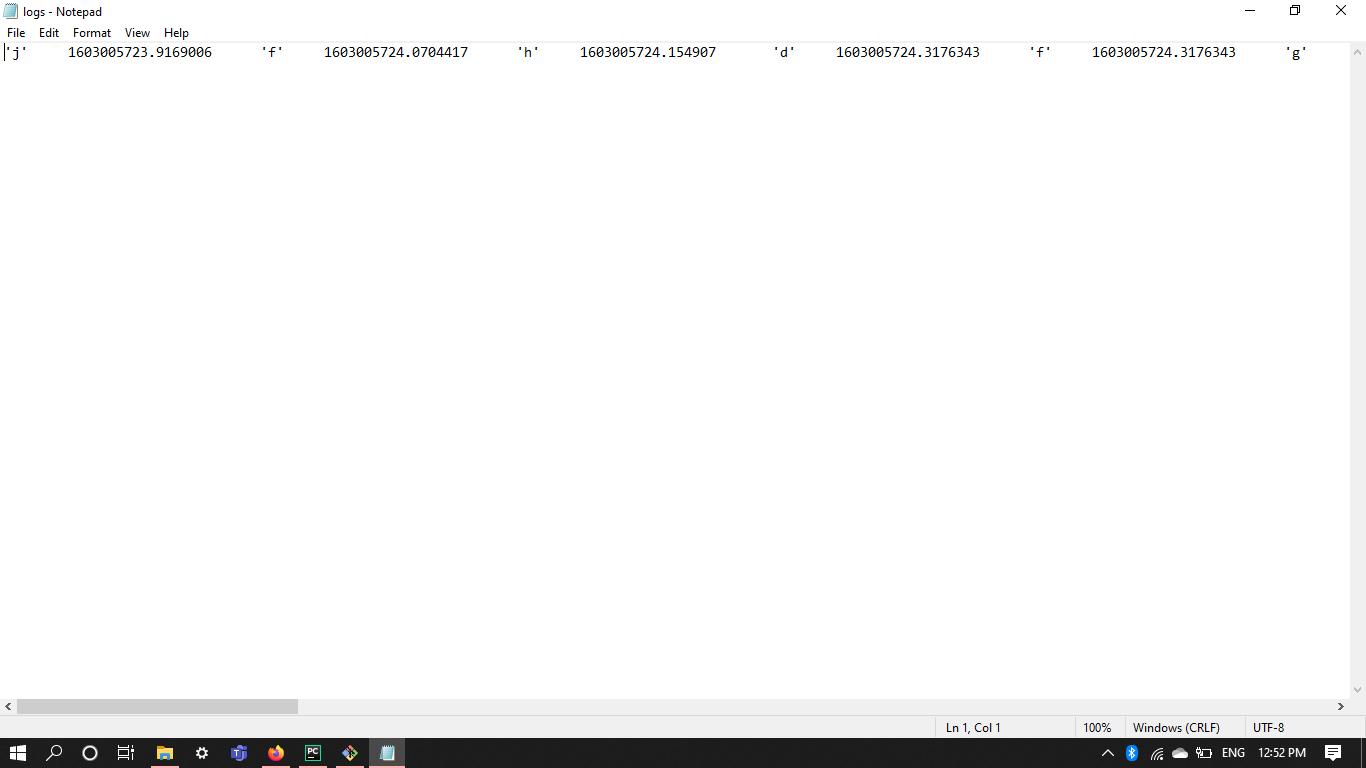 logs - Notepad
File Edit Format View Help
'j' 1603005723.9169006 'f' 1603005724.0704417 'h' 1603005724.154907 'd' 1603005724.3176343 'f' 1603005724.3176343 'g'
Ln 1, Col 1 100% Windows (CRLF) UTF-8
PC ENG 12:52 PM